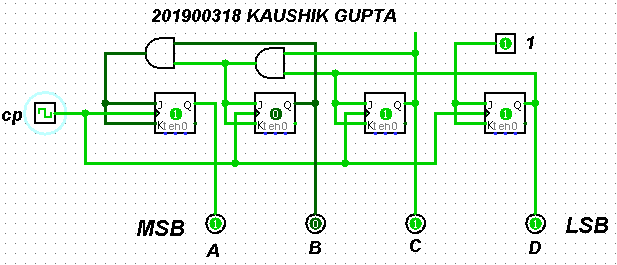 201900318 KAUSHIK GUPTA
1
cp
J Q J Q J Q J Q
1 0 1 1
K en 0 K en 0 K en 0 K en 0
MSB 1 0 1 1 LSB
A B C D